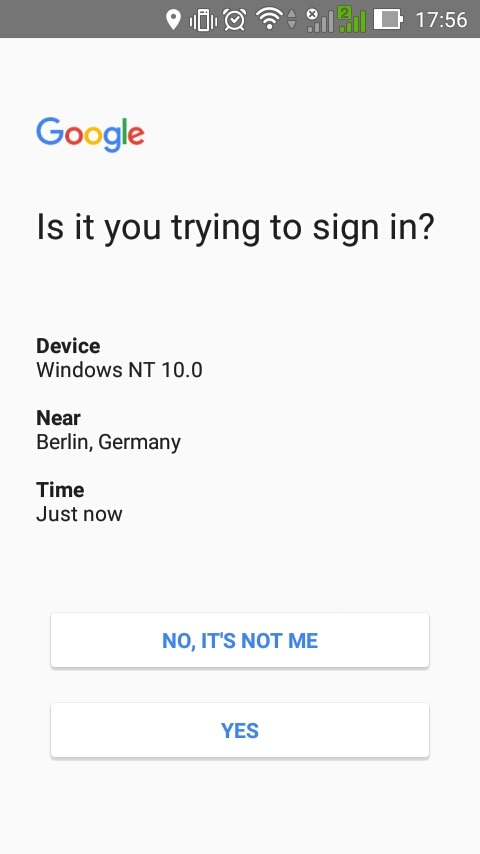 17:56
Google
Is it you trying to sign in?
Device
Windows NT 10.0
Near
Berlin, Germany
Time
Just now
NO, IT'S NOT ME
YES